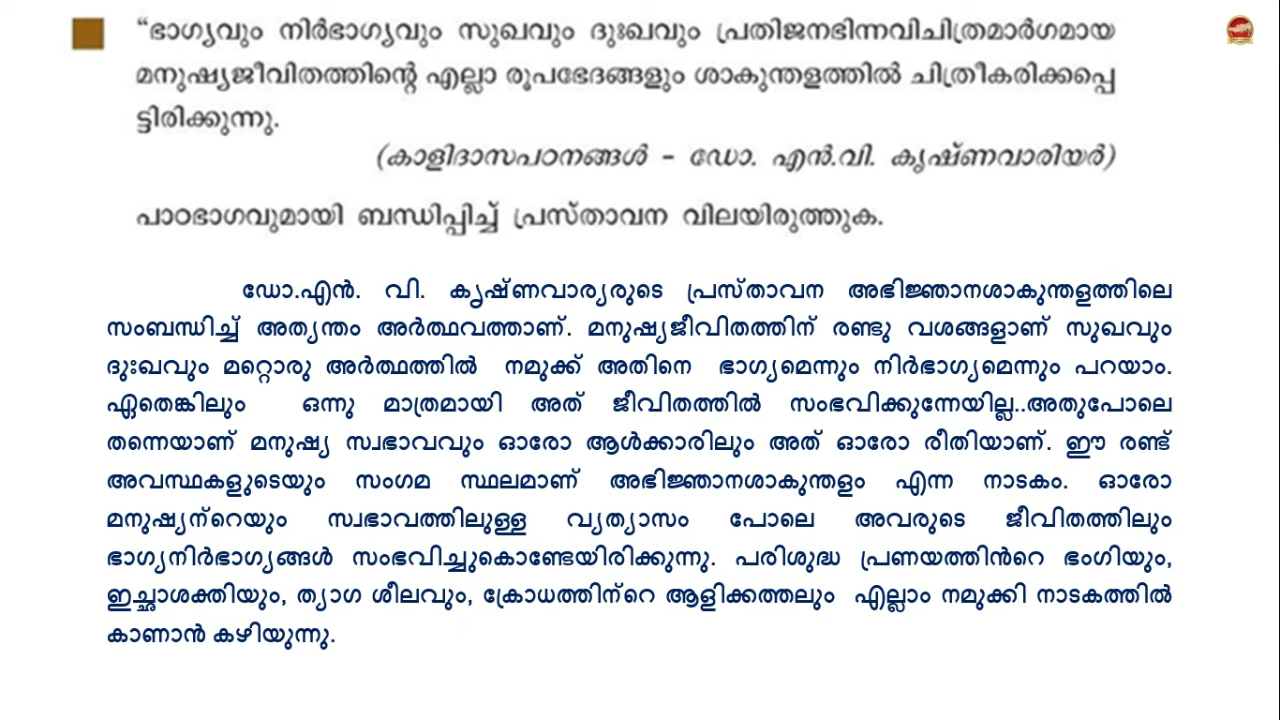 “ഭാഗ്യവും നിർഭാഗ്യവും സുഖവും ദുഃഖവും പ്രതിജനഭിന്നവിചിത്രമാർഗമായ
മനുഷ്യജീവിതത്തിന്റെ എല്ലാ രൂപഭേദങ്ങളും ശാകുന്തളത്തിൽ ചിത്രീകരിക്കപ്പെ
ട്ടിരിക്കുന്നു.
(കാളിദാസപഠനങ്ങൾ – ഡോ. എൻ.വി. കൃഷ്ണവാരിയർ)
പാഠഭാഗവുമായി ബന്ധിപ്പിച്ച് പ്രസ്താവന വിലയിരുത്തുക.
ഡോ.എൻ. വി. കൃഷ്ണവാര്യരുടെ പ്രസ്താവന അഭിജ്ഞാനശാകുന്തളത്തിലെ
സംബന്ധിച്ച് അത്യന്തം അർത്ഥവത്താണ്. മനുഷ്യജീവിതത്തിന് രണ്ടു വശങ്ങളാണ് സുഖവും
ദുഃഖവും മറ്റൊരു അർത്ഥത്തിൽ നമുക്ക് അതിനെ ഭാഗ്യമെന്നും നിർഭാഗ്യമെന്നും പറയാം.
ഏതെങ്കിലും ഒന്നു മാത്രമായി അത് ജീവിതത്തിൽ സംഭവിക്കുന്നേയില്ല..അതുപോലെ
തന്നെയാണ് മനുഷ്യ സ്വഭാവവും ഓരോ ആൾക്കാരിലും അത് ഓരോ രീതിയാണ്. ഈ രണ്ട്
അവസ്ഥകളുടെയും സംഗമ സ്ഥലമാണ് അഭിജ്ഞാനശാകുന്തളം എന്ന നാടകം. ഓരോ
മനുഷ്യന്റെയും സ്വഭാവത്തിലുള്ള വ്യത്യാസം പോലെ അവരുടെ ജീവിതത്തിലും
ഭാഗ്യനിർഭാഗ്യങ്ങൾ സംഭവിച്ചുകൊണ്ടേയിരിക്കുന്നു. പരിശുദ്ധ പ്രണയത്തിൻറെ ഭംഗിയും,
ഇച്ഛാശക്തിയും, ത്യാഗ ശീലവും, ക്രോധത്തിന്റെ ആളിക്കത്തലും എല്ലാം നമുക്കി നാടകത്തിൽ
കാണാൻ കഴിയുന്നു.